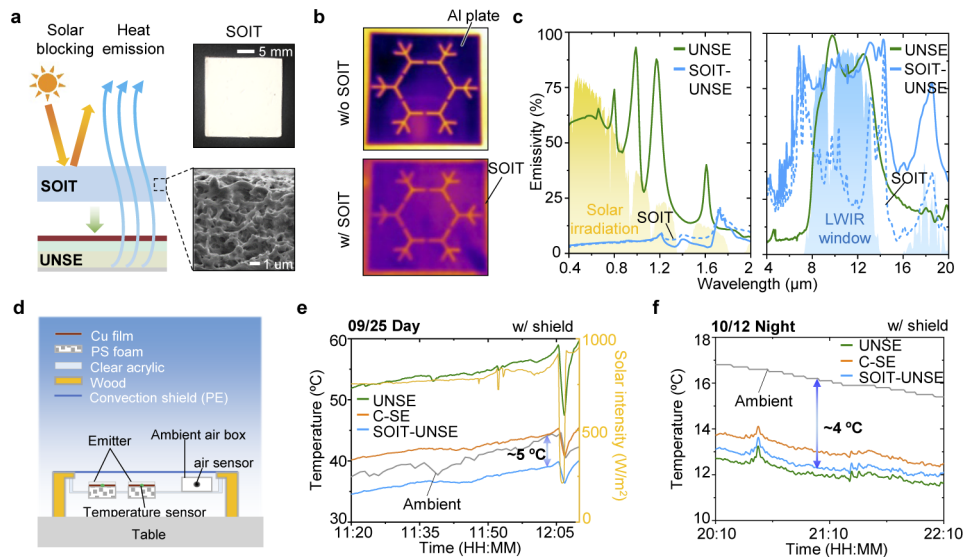 a
Solar
blocking
Heat
emission
SOIT
5 mm
SOIT
UNSE
1 um
b
Al plate
w/o SOIT
w/ SOIT
SOIT
c
Emissivity (%)
100
75
50
25
0
UNSE
SOIT-
UNSE
Solar
irradiation
SOIT
0.4
0.8
1.2
1.6
2
UNSE
SOIT-
UNSE
SOIT
LWIR
window
4
8
12
16
20
Wavelength (µm)
d
Cu film
PS foam
Clear acrylic
Wood
Convection shield (PE)
Emitter
Ambient air box
air sensor
Temperature sensor
Table
e
09/25 Day
w/ shield
Temperature (ºC)
60
50
40
30
UNSE
C-SE
SOIT-UNSE
Ambient
~5 ºC
1000
500
0
Solar intensity (W/m²)
11:20
11:35
11:50
12:05
Time (HH:MM)
f
10/12 Night
w/ shield
Temperature (ºC)
18
16
14
12
10
UNSE
C-SE
SOIT-UNSE
Ambient
~4 ºC
20:10
21:10
22:10
Time (HH:MM)